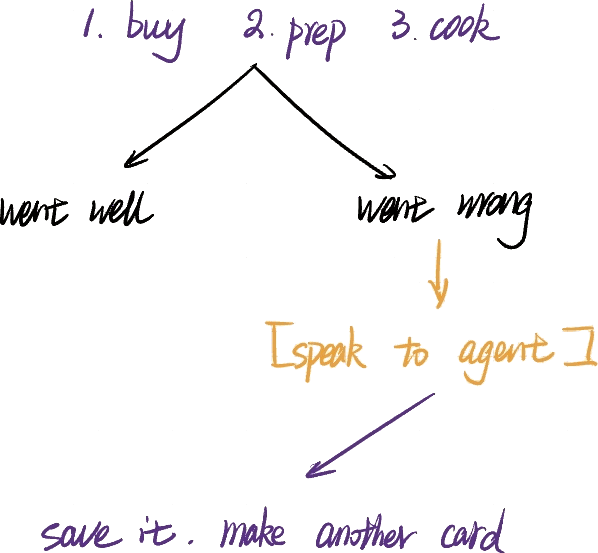 1. buy 2. prep 3. cook
went well went wrong
[speak to agent]
save it. make another card